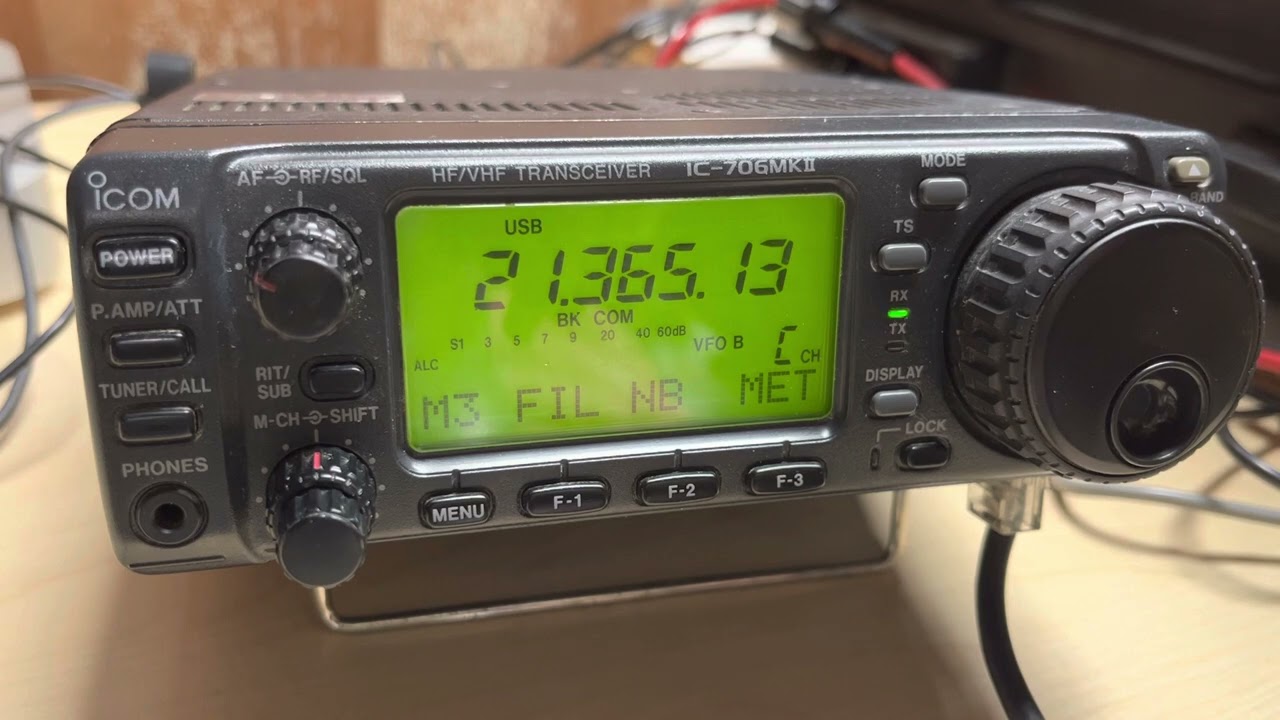 ICOM
AF RF/SQL
HF/VHF TRANSCEIVER IC-706MKII
MODE
BAND
POWER
TS
P.AMP/ATT
RX
TX
TUNER/CALL
RIT/
SUB
M-CH SHIFT
PHONES
USB
21.365.13
BK COM
S1 3 5 7 9 20 40 60dB
VFO B
C CH
ALC
M3 FIL NB MET
DISPLAY
LOCK
MENU F-1 F-2 F-3